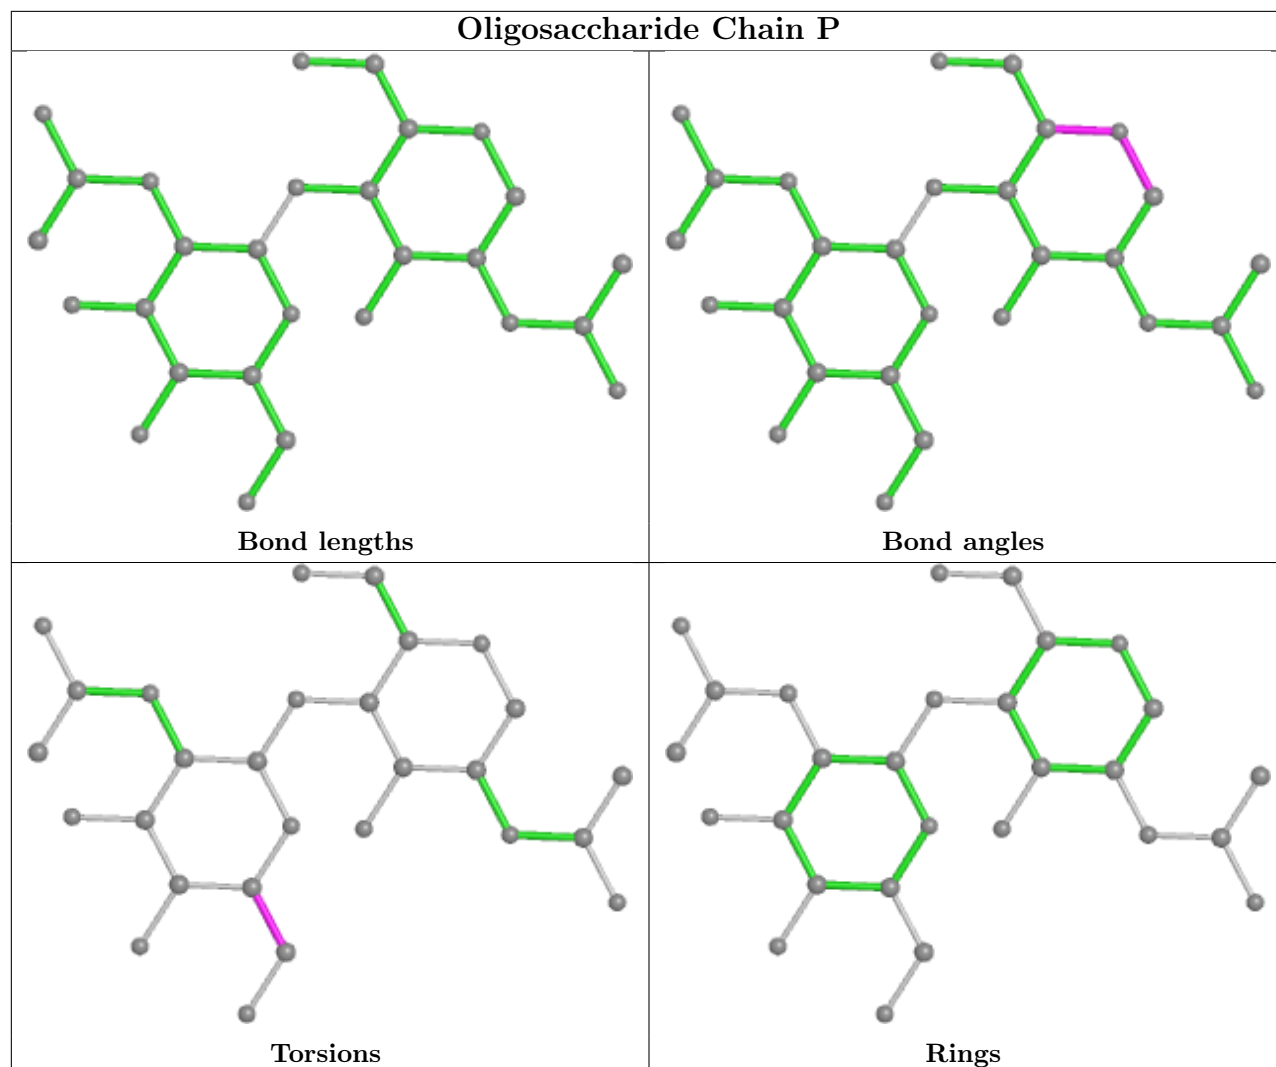 Oligosaccharide Chain P
Bond lengths
Bond angles
Torsions
Rings